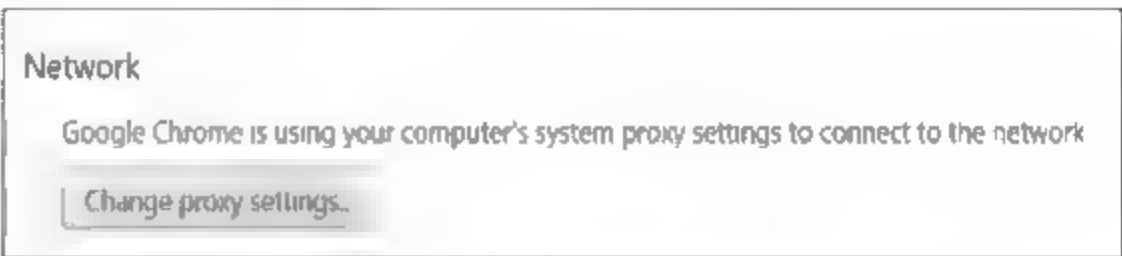 Network
Google Chrome is using your computer's system proxy settings to connect to the network
Change proxy settings..